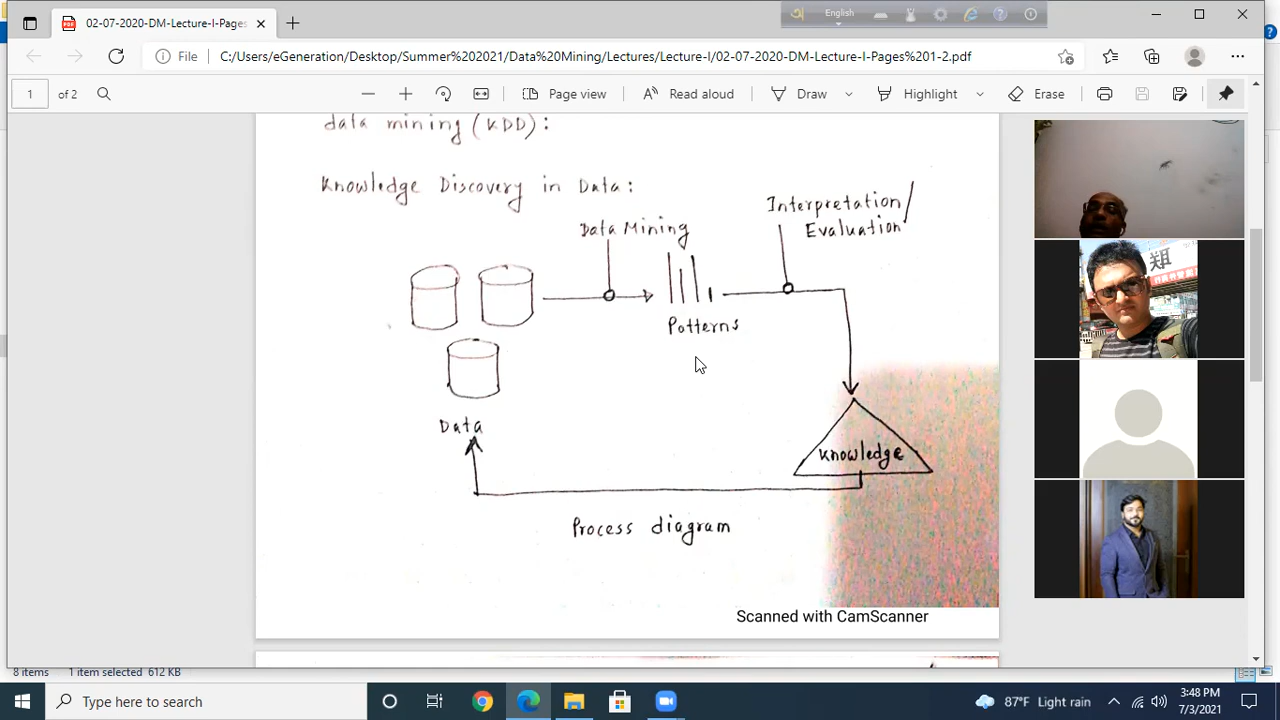 02-07-2020-DM-Lecture-I-Pages
English
File
C:/Users/eGeneration/Desktop/Summer%202021/Data%20Mining/Lectures/Lecture-I/02-07-2020-DM-Lecture-I-Pages%201-2.pdf
1 of 2
Page view
Read aloud
Draw
Highlight
Erase
data mining (KDD):
Knowledge Discovery in Data:
Interpretation/
Evaluation
Data Mining
Potterns
Data
Knowledge
Process diagram
Scanned with CamScanner
8 items 1 item selected 612 KB
Type here to search
87°F Light rain
3:48 PM
7/3/2021